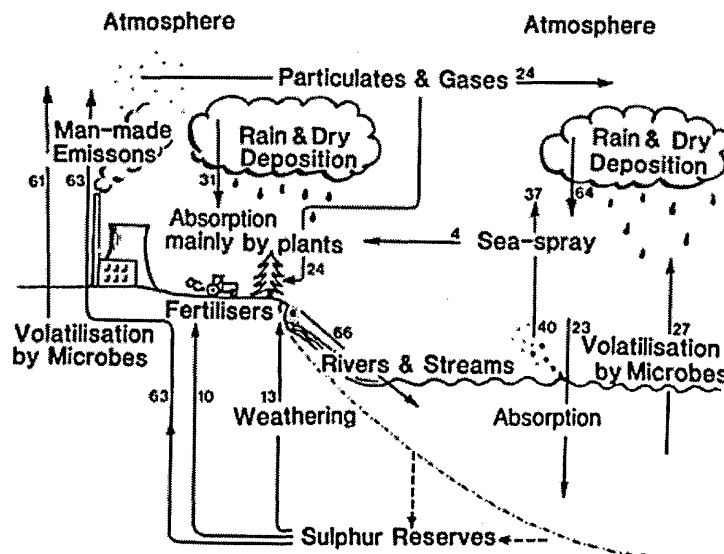 Atmosphere
Atmosphere
Particulates & Gases 24
Man-made
Emissons
Rain & Dry
Deposition
Rain & Dry
Deposition
61
63
31
37
64
Absorption
mainly by plants
4
Sea-spray
24
Fertilisers
Volatilisation
by Microbes
66
Rivers & Streams
40
23
27
Volatilisation
by Microbes
63
10
13
Weathering
Absorption
Sulphur Reserves